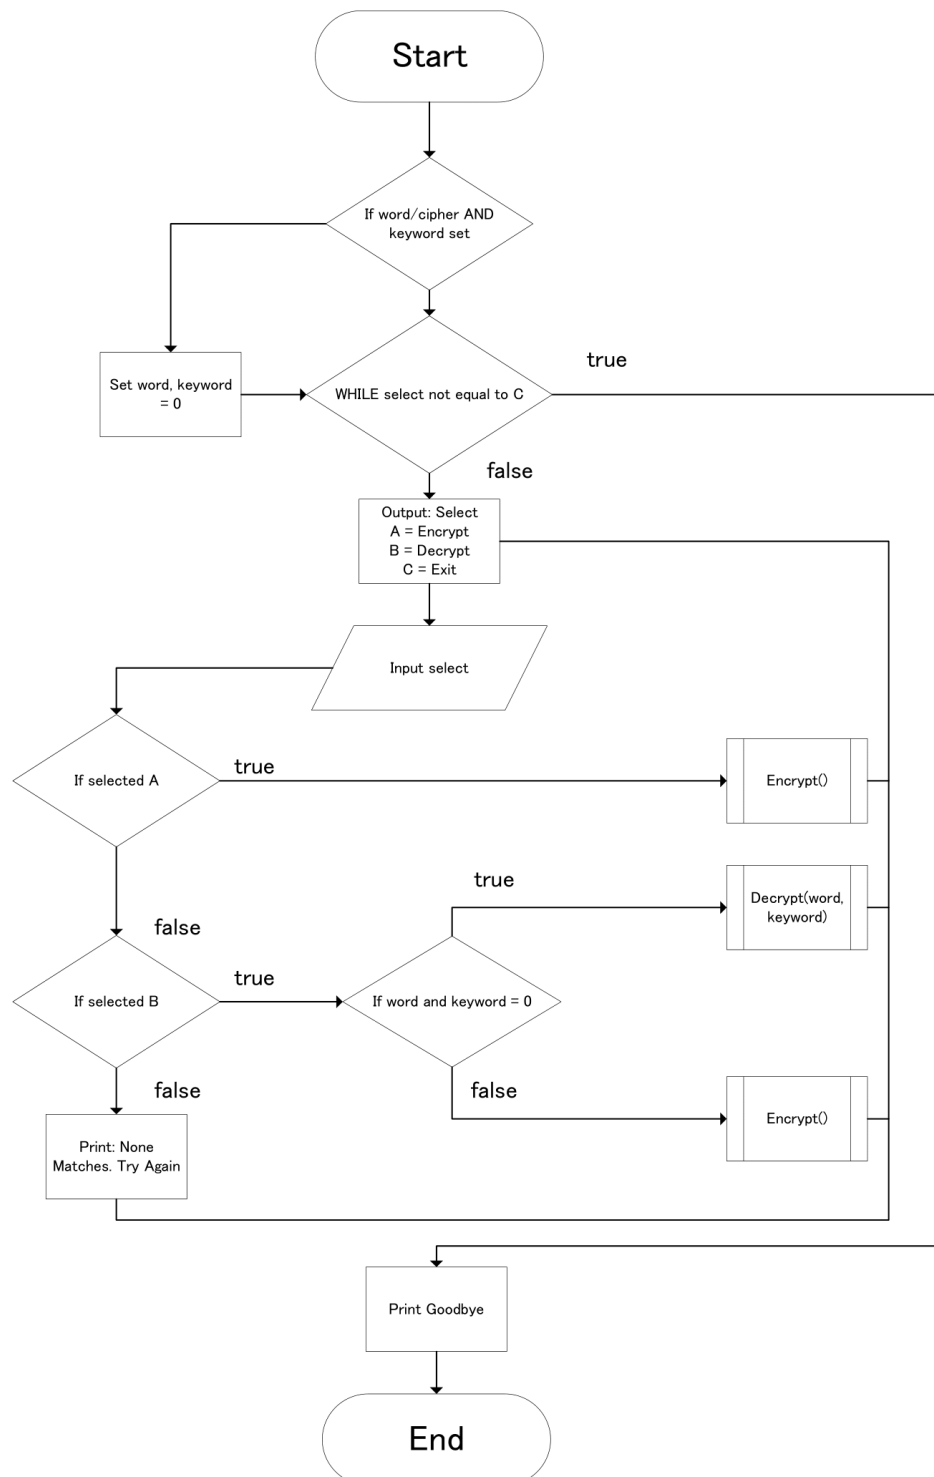 Start
If word/cipher AND
keyword set
true
Set word, keyword
= 0
WHILE select not equal to C
false
Output: Select
A = Encrypt
B = Decrypt
C = Exit
Input select
If selected A
true
Encrypt()
true
Decrypt(word,
keyword)
false
If selected B
true
If word and keyword = 0
false
false
Encrypt()
Print: None
Matches. Try Again
Print Goodbye
End